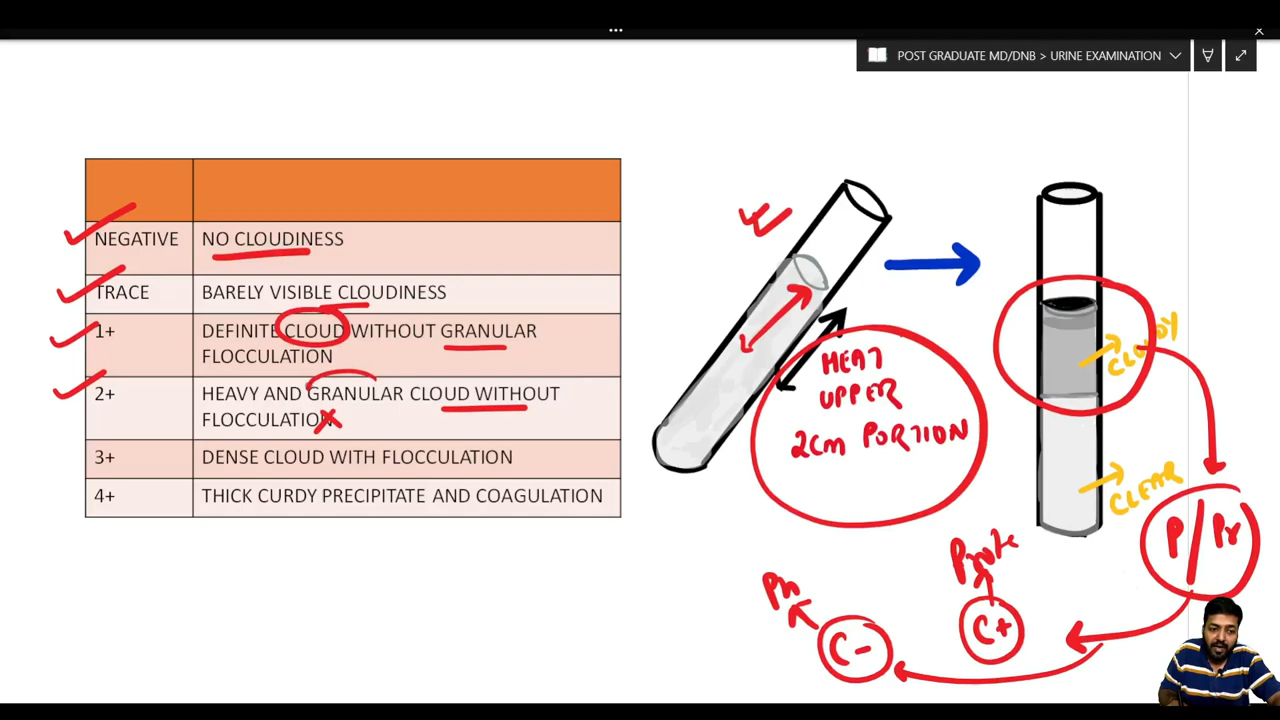 POST GRADUATE MD/DNB > URINE EXAMINATION
NEGATIVE
NO CLOUDINESS
TRACE
BARELY VISIBLE CLOUDINESS
1+
DEFINITE CLOUD WITHOUT GRANULAR
FLOCCULATION
2+
HEAVY AND GRANULAR CLOUD WITHOUT
FLOCCULATION
3+
DENSE CLOUD WITH FLOCCULATION
4+
THICK CURDY PRECIPITATE AND COAGULATION
HEAT
UPPER
2CM PORTION
CLOUDY
CLEAR
P/Pr
C+
C-
Ph